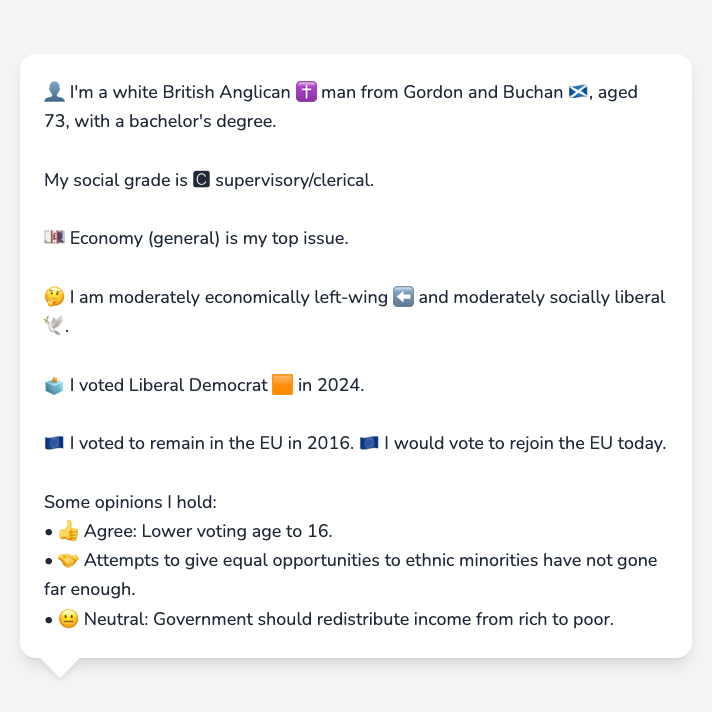 👤 I'm a white British Anglican ✝️ man from Gordon and Buchan 🏴󠁧󠁢󠁳󠁣󠁴󠁿, aged
73, with a bachelor's degree.
My social grade is 🅲 supervisory/clerical.
💷 Economy (general) is my top issue.
🤔 I am moderately economically left-wing ⬅️ and moderately socially liberal
🕊️.
🗳️ I voted Liberal Democrat 🟧 in 2024.
🇪🇺 I voted to remain in the EU in 2016. 🇪🇺 I would vote to rejoin the EU today.
Some opinions I hold:
• 👍 Agree: Lower voting age to 16.
• 🤝 Attempts to give equal opportunities to ethnic minorities have not gone
far enough.
• 😐 Neutral: Government should redistribute income from rich to poor.